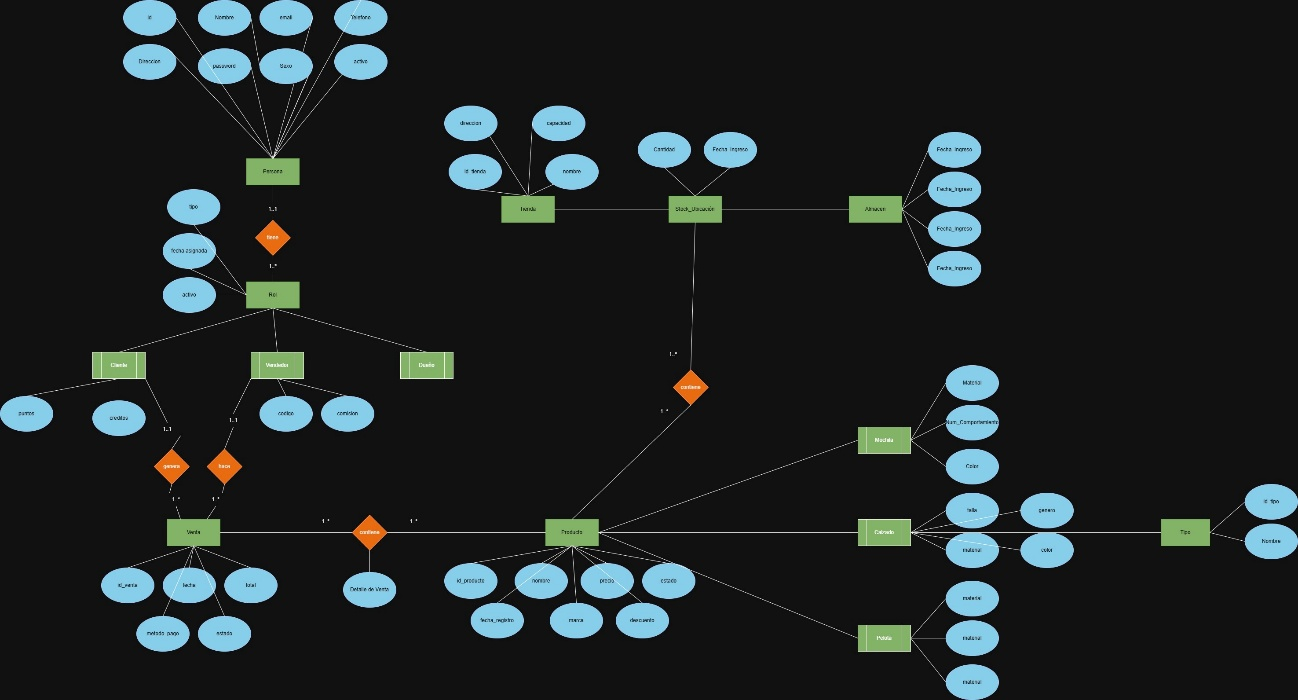 id
Nombre
email
Telefono
Direccion
password
Sexo
activo
Persona
1..1
tiene
1..*
tipo
fecha asignada
activo
Rol
Cliente
Vendedor
Dueño
puntos
creditos
codigo
comision
1..1
1..1
genera
hace
1..*
1..*
Venta
1..*
contiene
1..*
Detalle de Venta
id_venta
fecha
total
metodo_pago
estado
direccion
capacidad
id_tienda
nombre
Tienda
Cantidad
Fecha_Ingreso
Stock_Ubicación
Almacen
Fecha_Ingreso
Fecha_Ingreso
Fecha_Ingreso
Fecha_Ingreso
1..*
contiene
1..*
Producto
id_producto
nombre
precio
estado
fecha_registro
marca
descuento
Mochila
Material
Num_Comportamiento
Color
Calzado
talla
genero
material
color
Tipo
id_tipo
Nombre
Pelota
material
material
material